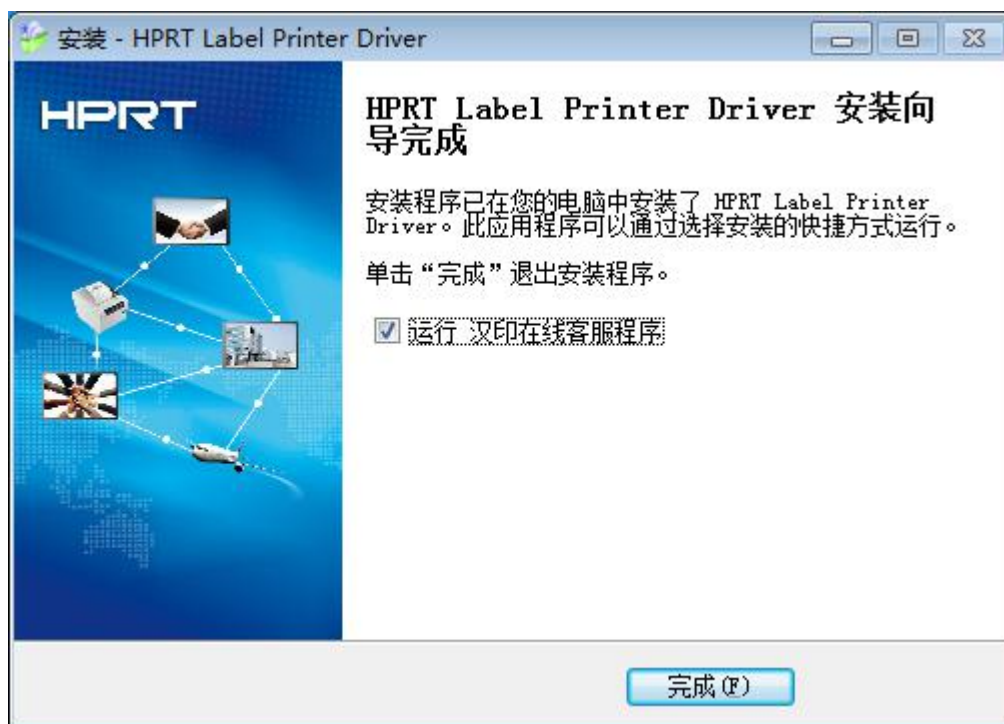 安装 - HPRT Label Printer Driver
HPRT
HPRT Label Printer Driver 安装向
导完成
安装程序已在您的电脑中安装了 HPRT Label Printer
Driver。此应用程序可以通过选择安装的快捷方式运行。
单击“完成”退出安装程序。
运行 汉印在线客服程序
完成(F)